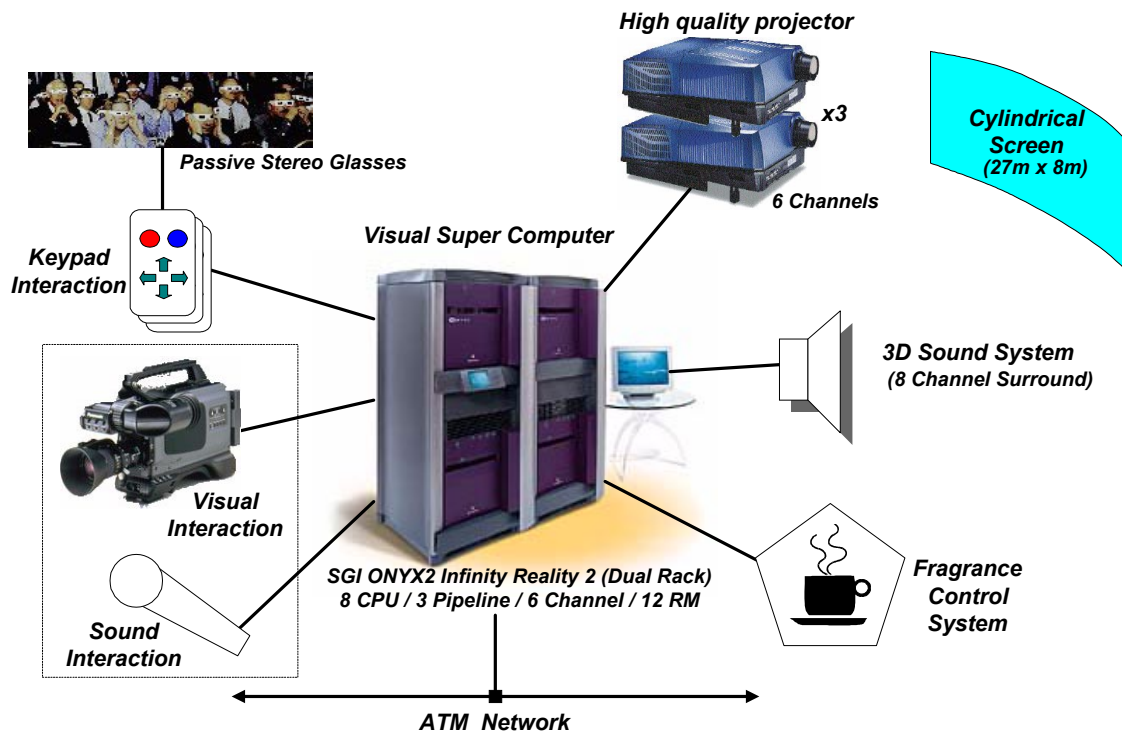 High quality projector
x3
6 Channels
Cylindrical
Screen
(27m x 8m)
Passive Stereo Glasses
Visual Super Computer
Keypad
Interaction
3D Sound System
(8 Channel Surround)
Visual
Interaction
SGI ONYX2 Infinity Reality 2 (Dual Rack)
8 CPU / 3 Pipeline / 6 Channel / 12 RM
Sound
Interaction
Fragrance
Control
System
ATM Network